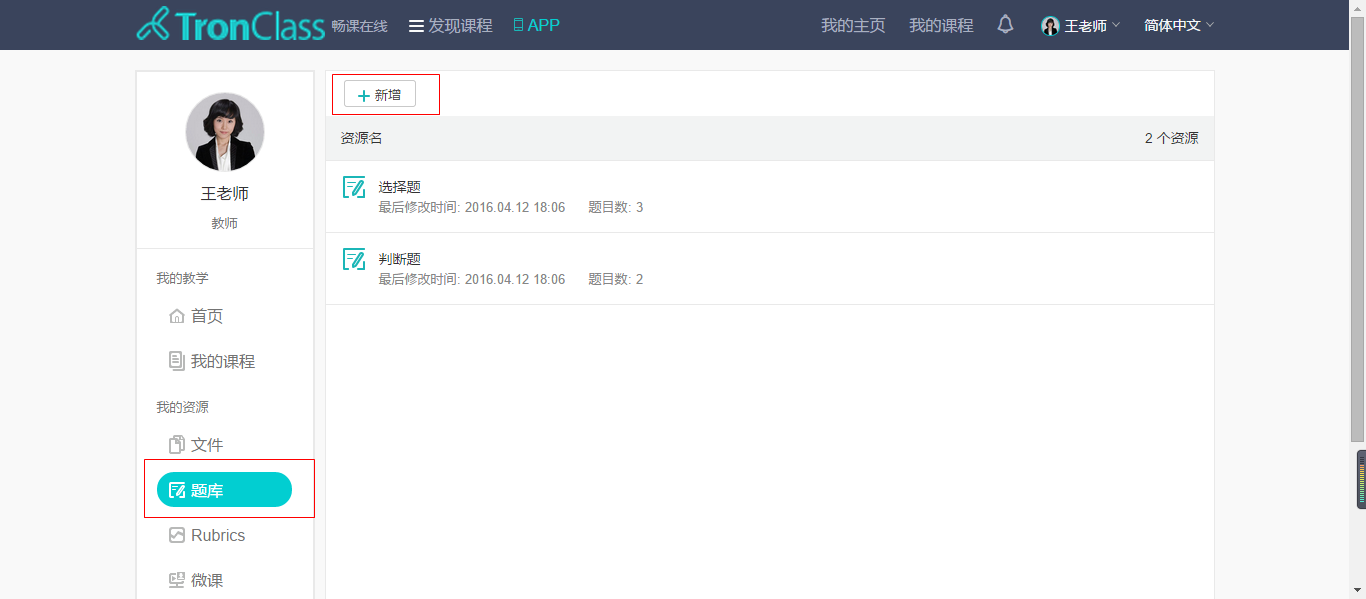 TronClass 畅课在线 发现课程 APP 我的主页 我的课程 王老师 简体中文
王老师
教师
我的教学
首页
我的课程
我的资源
文件
题库
Rubrics
微课
新增
资源名 2 个资源
选择题
最后修改时间: 2016.04.12 18:06 题目数: 3
判断题
最后修改时间: 2016.04.12 18:06 题目数: 2